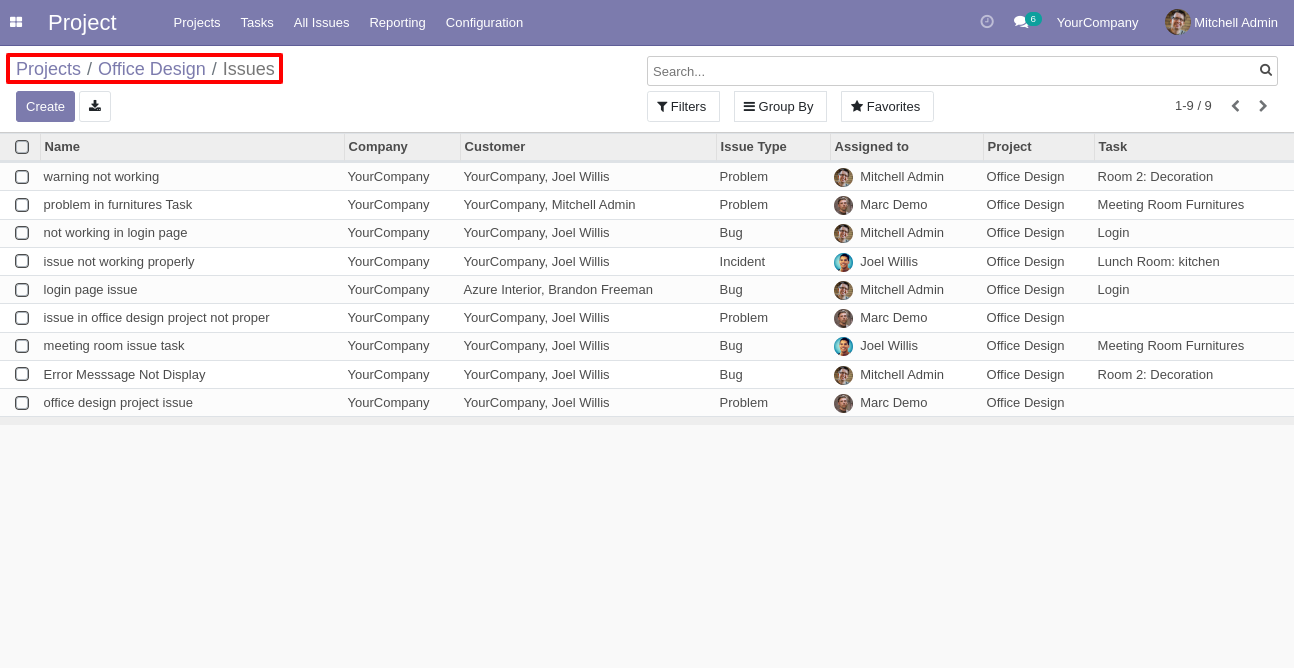 Project Projects Tasks All Issues Reporting Configuration 6 YourCompany Mitchell Admin
Projects / Office Design / Issues
Search...
Create Filters Group By Favorites 1-9 / 9
Name Company Customer Issue Type Assigned to Project Task
warning not working YourCompany YourCompany, Joel Willis Problem Mitchell Admin Office Design Room 2: Decoration
problem in furnitures Task YourCompany YourCompany, Mitchell Admin Problem Marc Demo Office Design Meeting Room Furnitures
not working in login page YourCompany YourCompany, Joel Willis Bug Mitchell Admin Office Design Login
issue not working properly YourCompany YourCompany, Joel Willis Incident Joel Willis Office Design Lunch Room: kitchen
login page issue YourCompany Azure Interior, Brandon Freeman Bug Mitchell Admin Office Design Login
issue in office design project not proper YourCompany YourCompany, Joel Willis Problem Marc Demo Office Design
meeting room issue task YourCompany YourCompany, Joel Willis Bug Joel Willis Office Design Meeting Room Furnitures
Error Messsage Not Display YourCompany YourCompany, Joel Willis Bug Mitchell Admin Office Design Room 2: Decoration
office design project issue YourCompany YourCompany, Joel Willis Problem Marc Demo Office Design